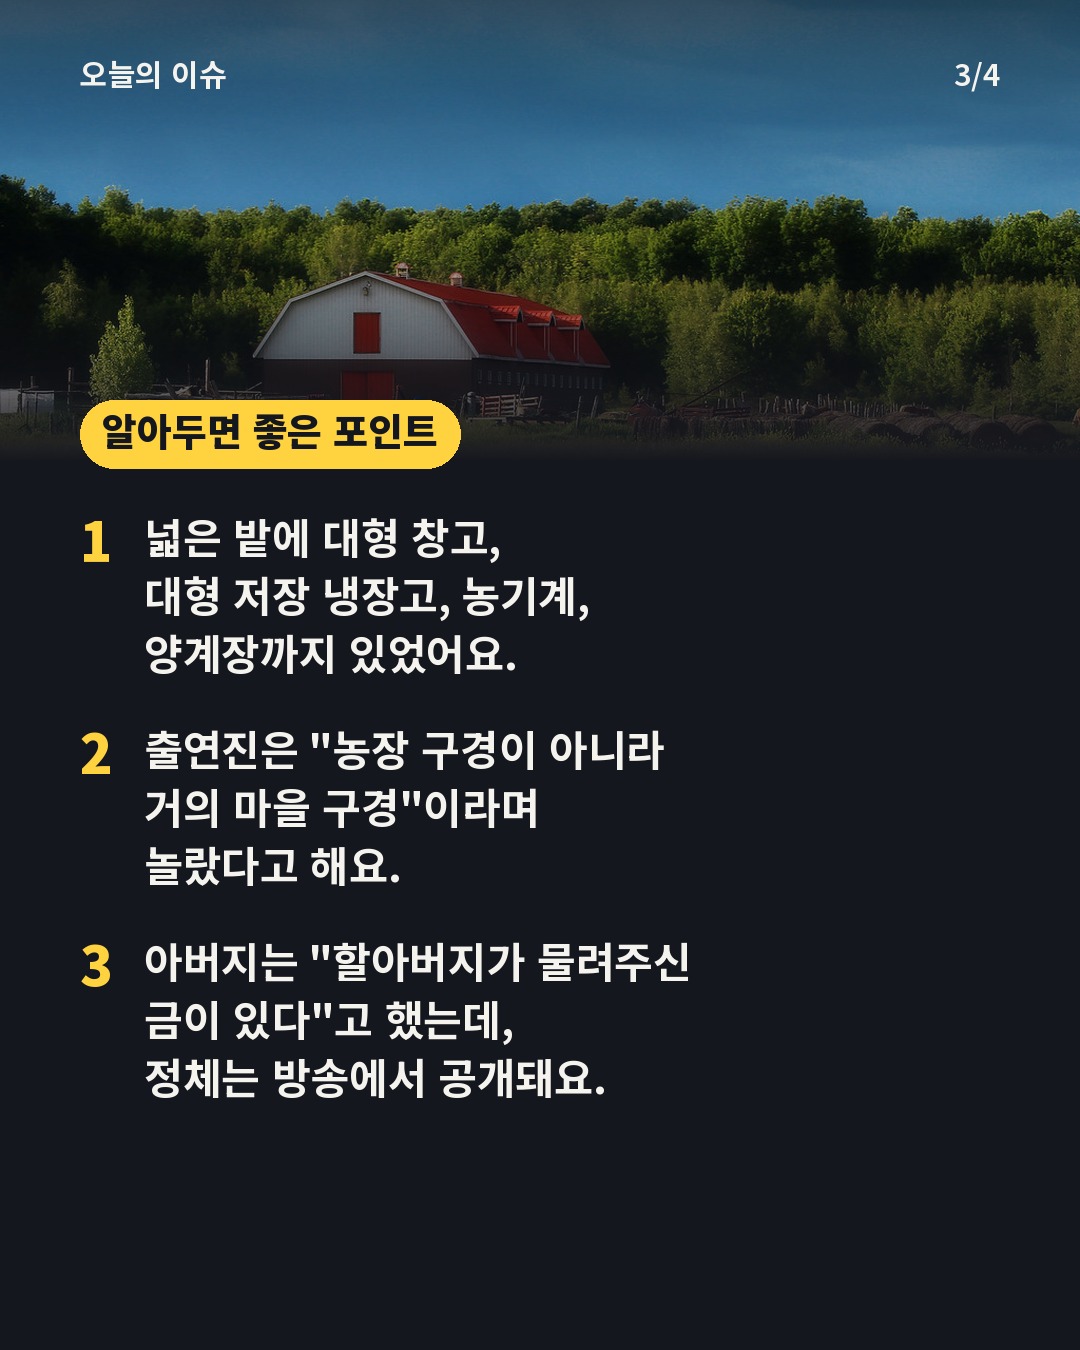 오늘의 이슈
3/4
알아두면 좋은 포인트
1 넓은 밭에 대형 창고,
대형 저장 냉장고, 농기계,
양계장까지 있었어요.
2 출연진은 "농장 구경이 아니라
거의 마을 구경"이라며
놀랐다고 해요.
3 아버지는 "할아버지가 물려주신
금이 있다"고 했는데,
정체는 방송에서 공개돼요.